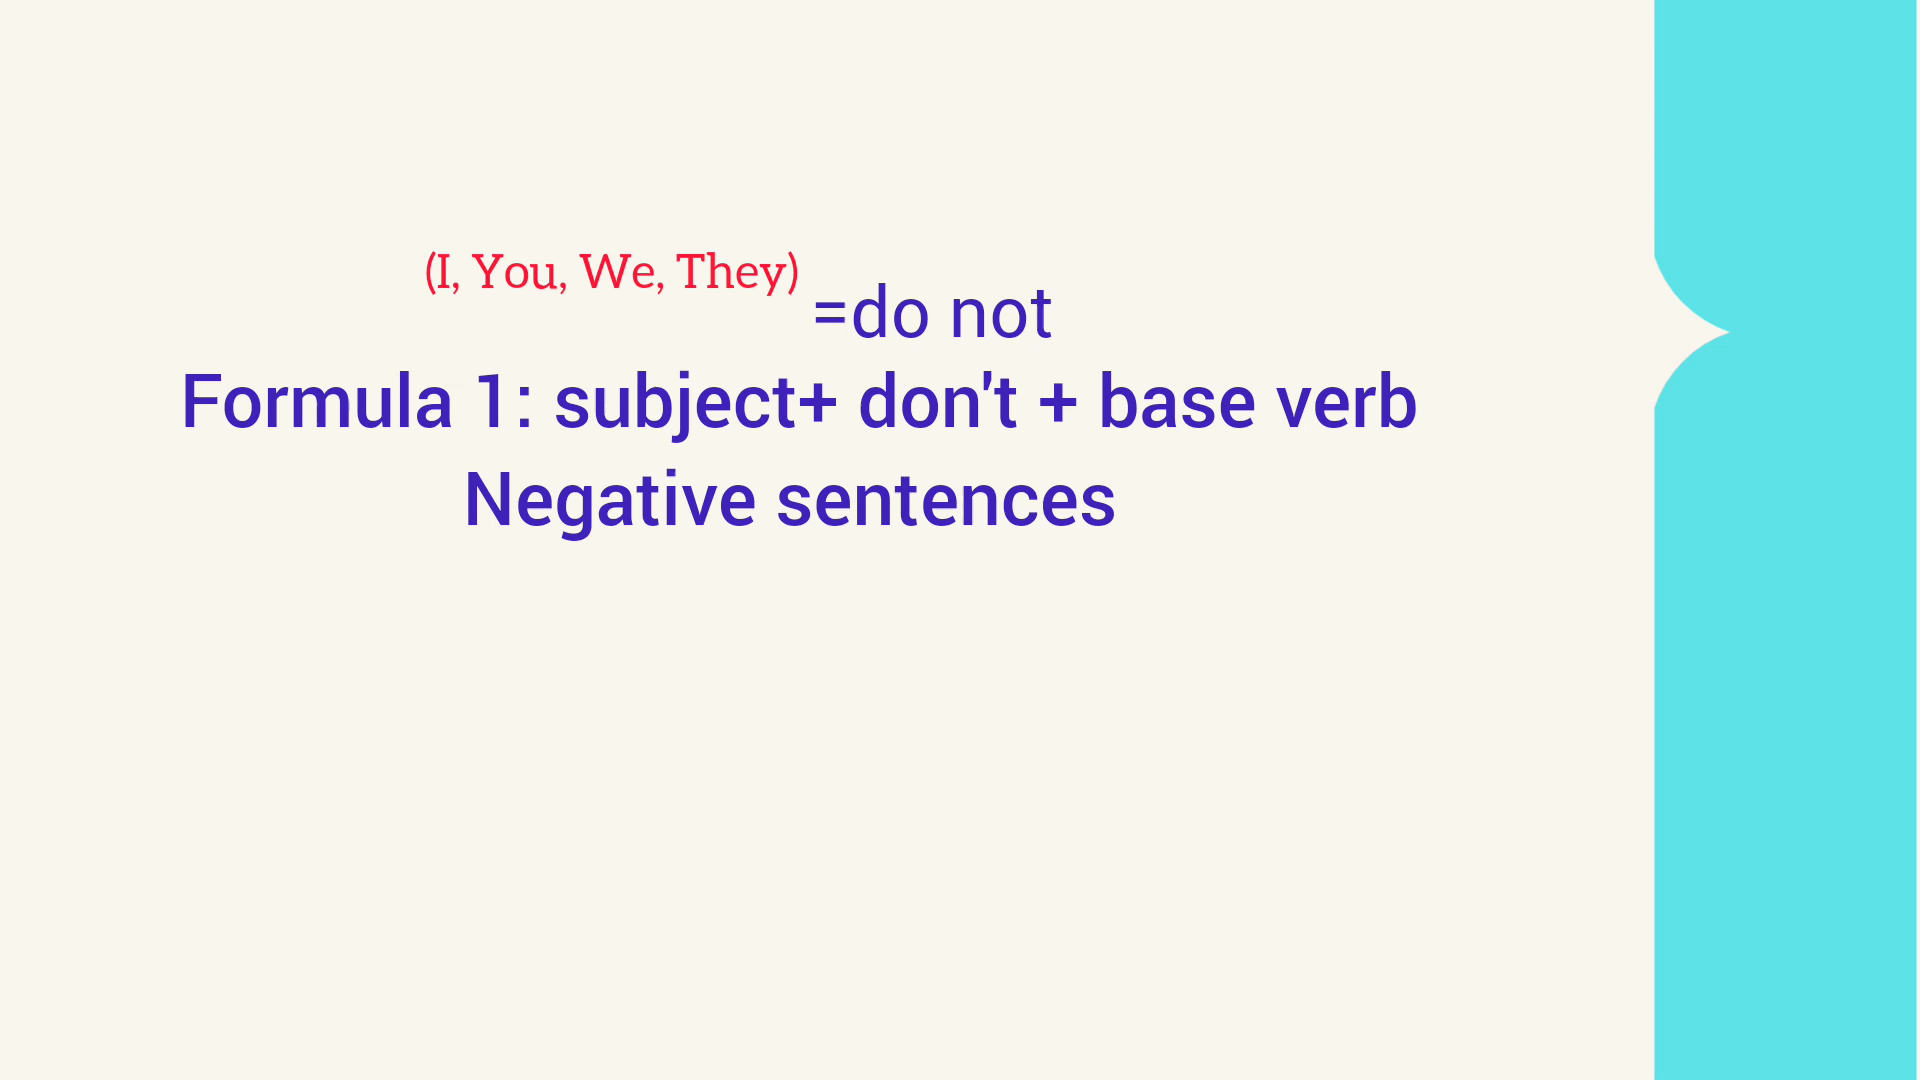 (I, You, We, They)
=do not
Formula 1: subject+ don't + base verb
Negative sentences